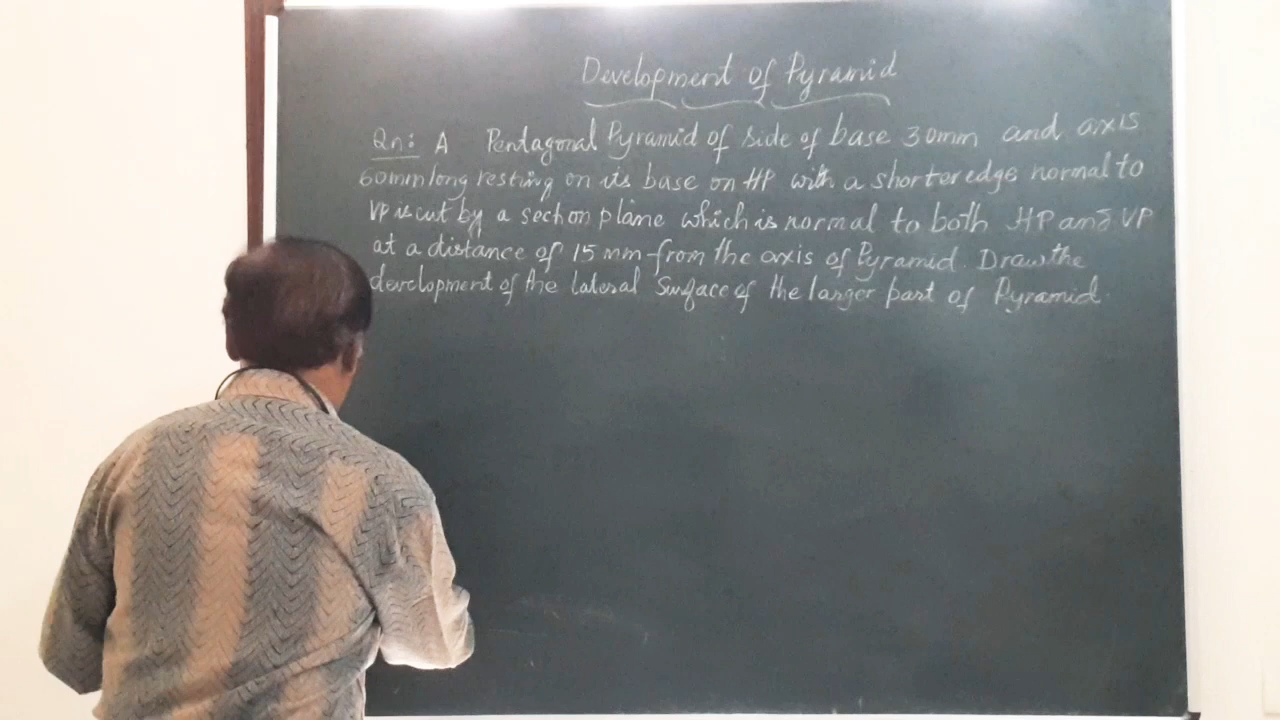 Development of Pyramid
Qn: A Pentagonal Pyramid of side of base 30mm and axis
60mm long resting on its base on HP with a shorter edge normal to
VP is cut by a section plane which is normal to both HP and VP
at a distance of 15 mm from the axis of Pyramid. Draw the
development of the lateral Surface of the larger part of Pyramid.